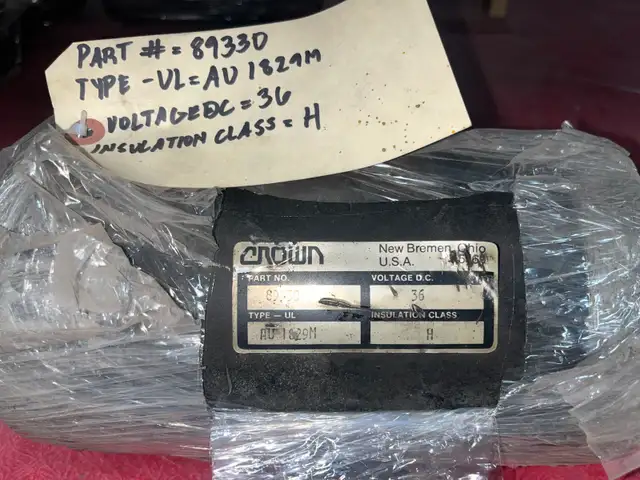 PART # = 89330
TYPE - UL = AU 1829M
VOLTAGE DC = 36
INSULATION CLASS = H
CROWN
New Bremen, Ohio
U.S.A.
PART NO. VOLTAGE D.C.
36
TYPE – UL INSULATION CLASS
AU 1829M H